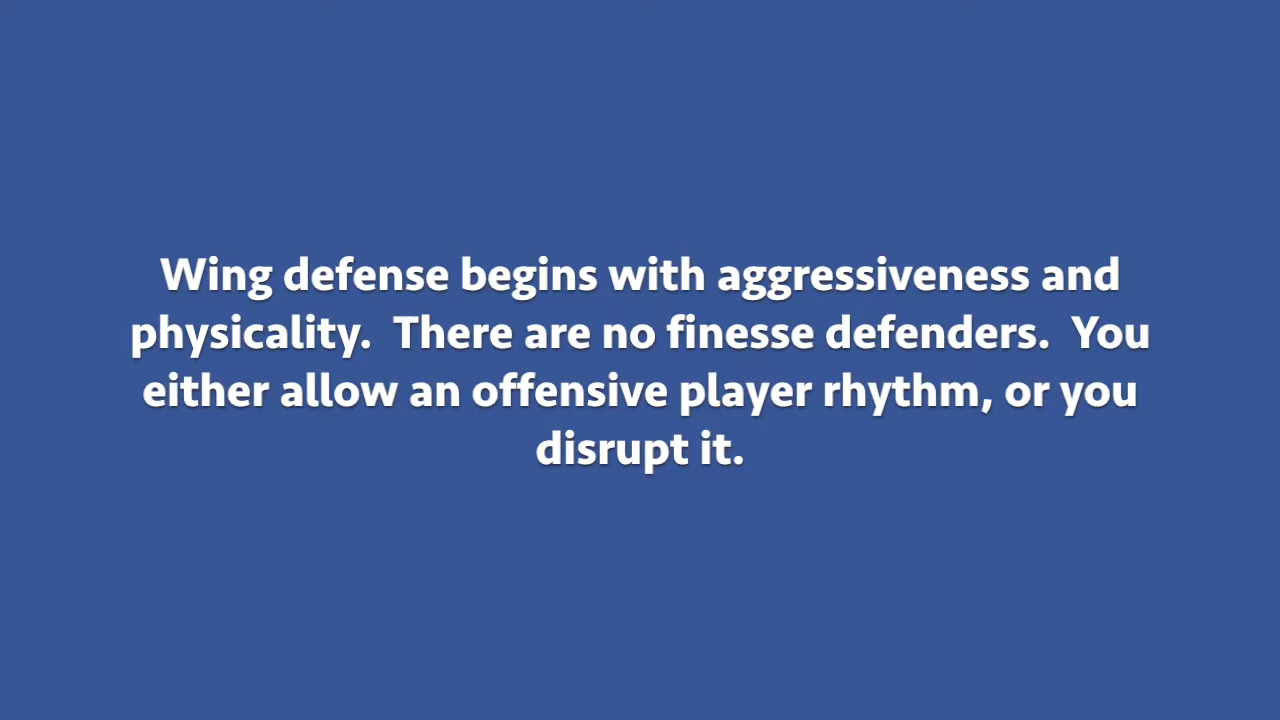 Wing defense begins with aggressiveness and
physicality.  There are no finesse defenders.  You
either allow an offensive player rhythm, or you
disrupt it.